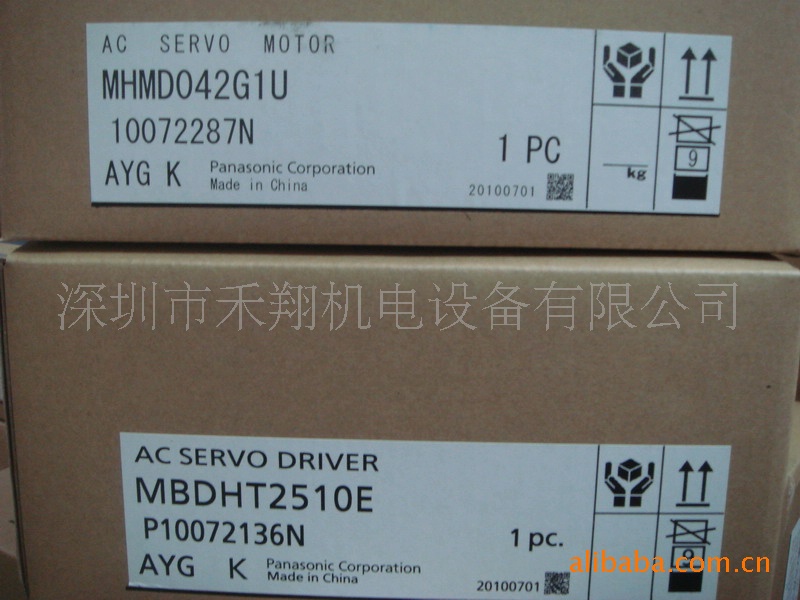 AC SERVO MOTOR
MHMD042G1U
10072287N
1 PC
AYG K
Panasonic Corporation
Made in China
20100701
kg
9
深圳市禾翔机电设备有限公司
AC SERVO DRIVER
MBDHT2510E
P10072136N
1 pc.
AYG K
Panasonic Corporation
Made in China
20100701
9
alibaba.com.cn